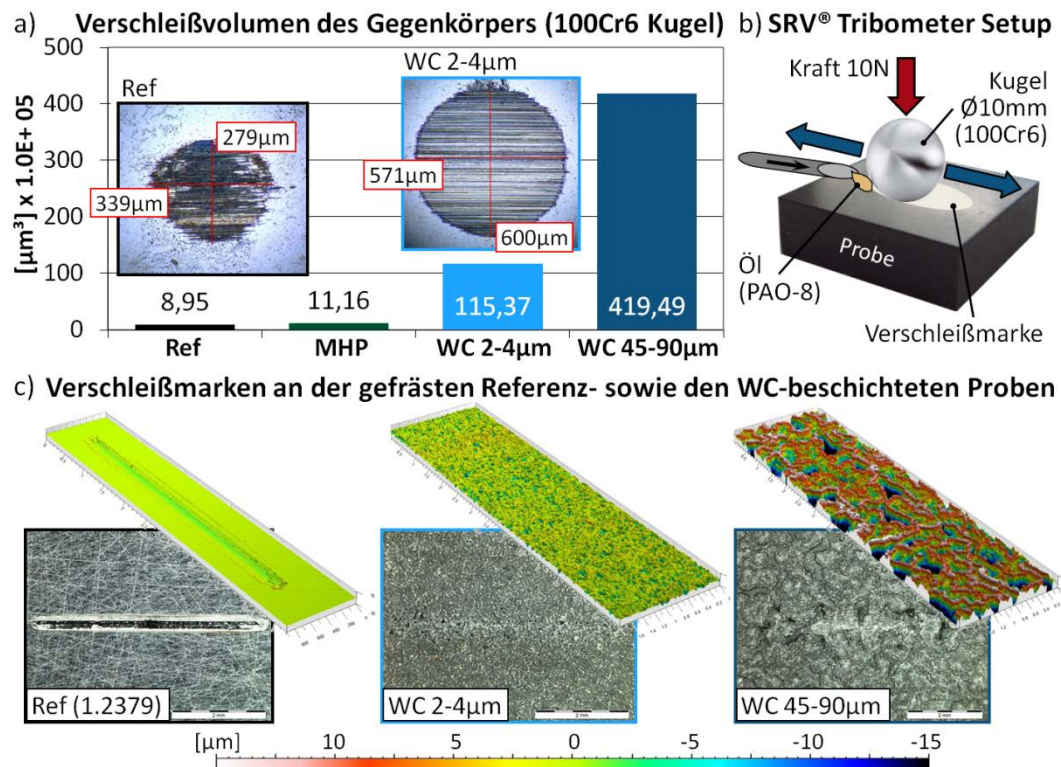 a) Verschleißvolumen des Gegenkörpers (100Cr6 Kugel)
[µm³] x 1.0E+ 05
500
400
300
200
100
0
Ref
279µm
339µm
WC 2-4µm
571µm
600µm
8,95
11,16
115,37
419,49
Ref
MHP
WC 2-4µm
WC 45-90µm
b) SRV® Tribometer Setup
Kraft 10N
Kugel
Ø10mm
(100Cr6)
Probe
Öl
(PAO-8)
Verschleißmarke
c) Verschleißmarken an der gefrästen Referenz- sowie den WC-beschichteten Proben
Ref (1.2379)
2 mm
WC 2-4µm
2 mm
WC 45-90µm
2 mm
[µm]
10
5
0
-5
-10
-15